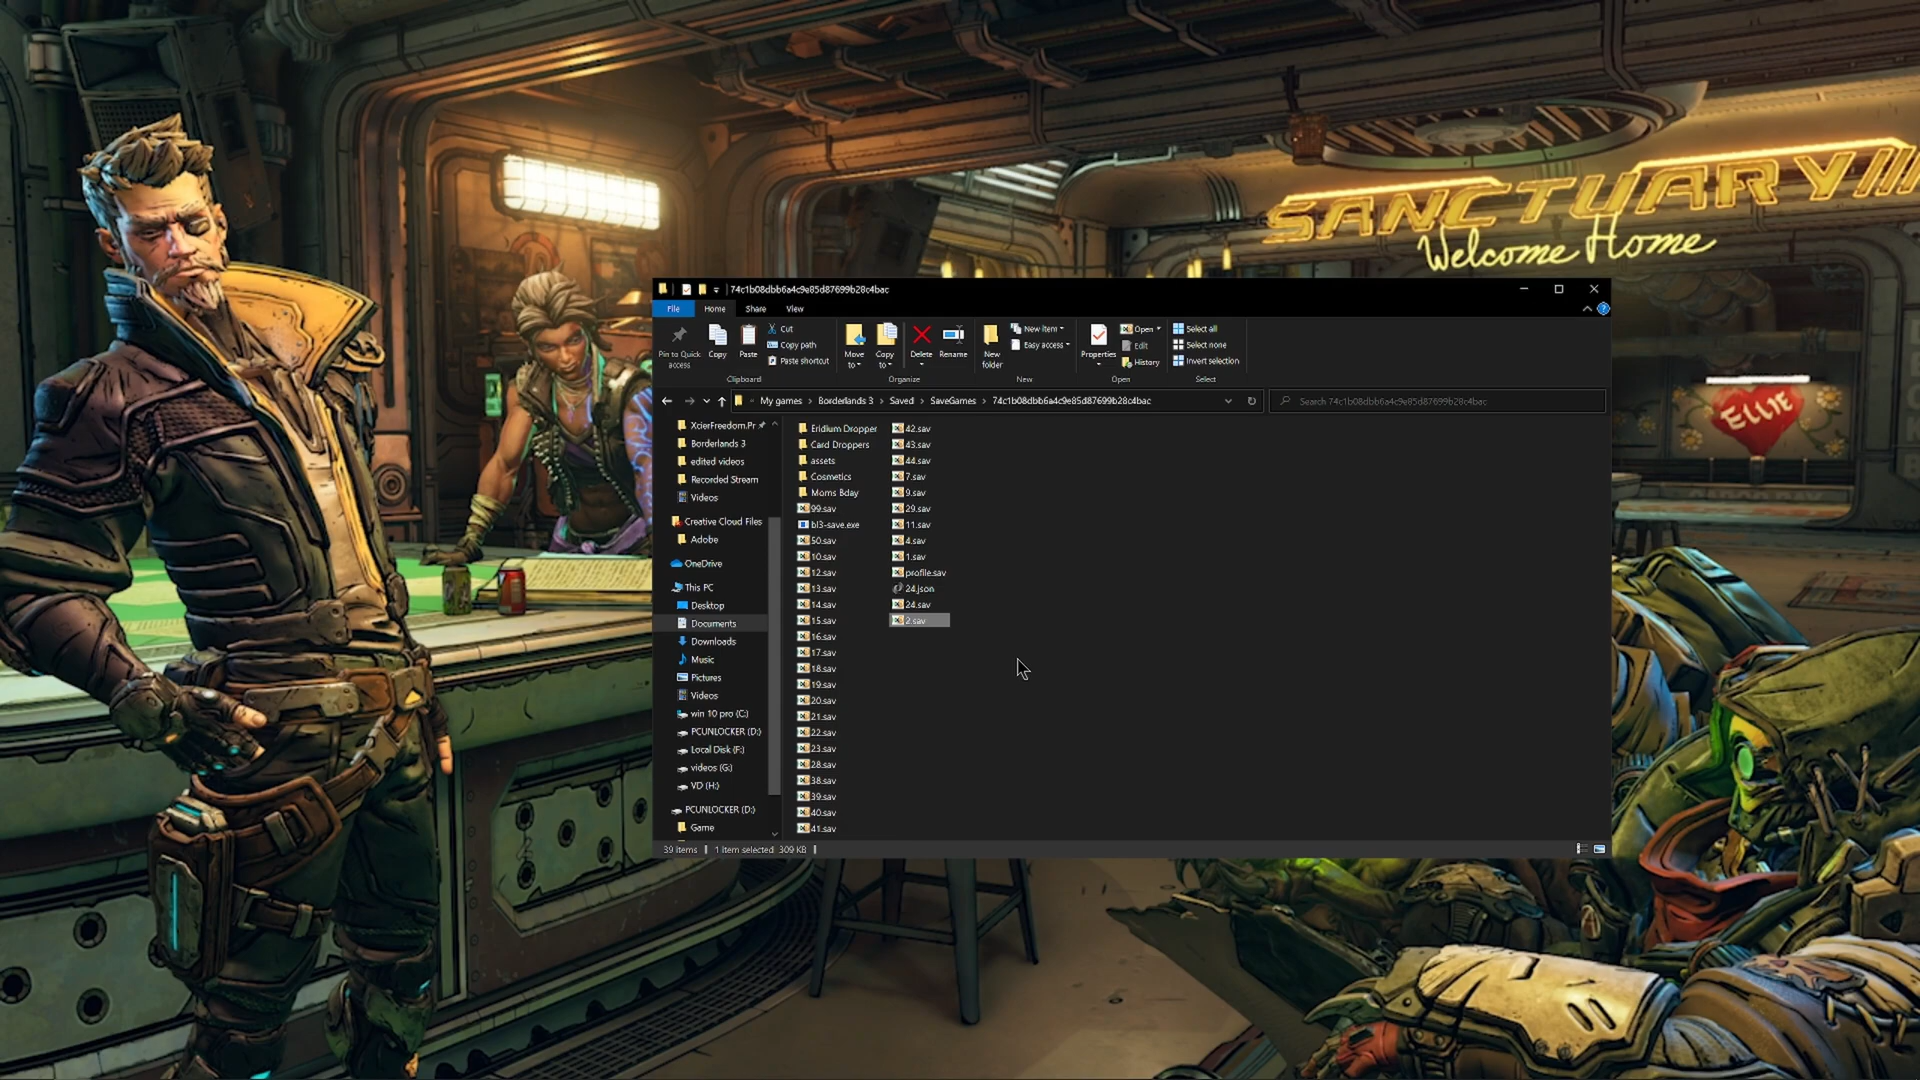 SANCTUARY III
Welcome Home
ELLIE
74c1b08dbb6a4c9e85d87699b28c4bac
File Home Share View
Pin to Quick access
Copy
Paste
Cut
Copy path
Paste shortcut
Move to
Copy to
Delete
Rename
New folder
New item
Easy access
Properties
Open
Edit
History
Select all
Select none
Invert selection
Clipboard Organize New Open Select
My games > Borderlands 3 > Saved > SaveGames > 74c1b08dbb6a4c9e85d87699b28c4bac
Search 74c1b08dbb6a4c9e85d87699b28c4bac
XcierFreedom.Pr
Borderlands 3
edited videos
Recorded Stream
Videos
Creative Cloud Files
Adobe
OneDrive
This PC
Desktop
Documents
Downloads
Music
Pictures
Videos
win 10 pro (C:)
PCUNLOCKER (D:)
Local Disk (F:)
videos (G:)
VD (H:)
PCUNLOCKER (D:)
Game
Eridium Dropper
Card Droppers
assets
Cosmetics
Moms Bday
99.sav
bl3-save.exe
50.sav
10.sav
12.sav
13.sav
14.sav
15.sav
16.sav
17.sav
18.sav
19.sav
20.sav
21.sav
22.sav
23.sav
28.sav
38.sav
39.sav
40.sav
41.sav
42.sav
43.sav
44.sav
7.sav
9.sav
29.sav
11.sav
4.sav
1.sav
profile.sav
24.json
24.sav
2.sav
39 items 1 item selected 309 KB